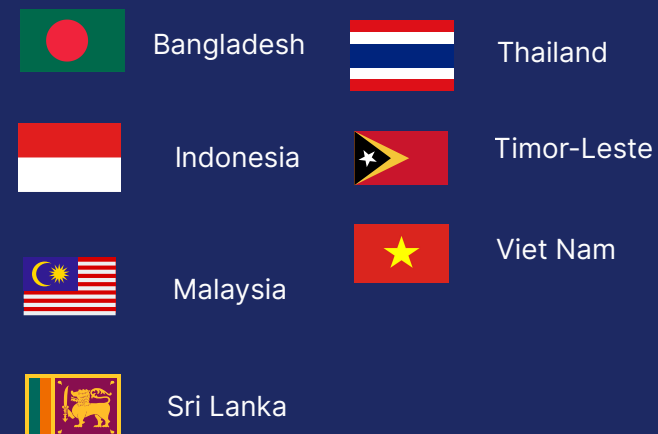 Bangladesh
Indonesia
Malaysia
Sri Lanka
Thailand
Timor-Leste
Viet Nam